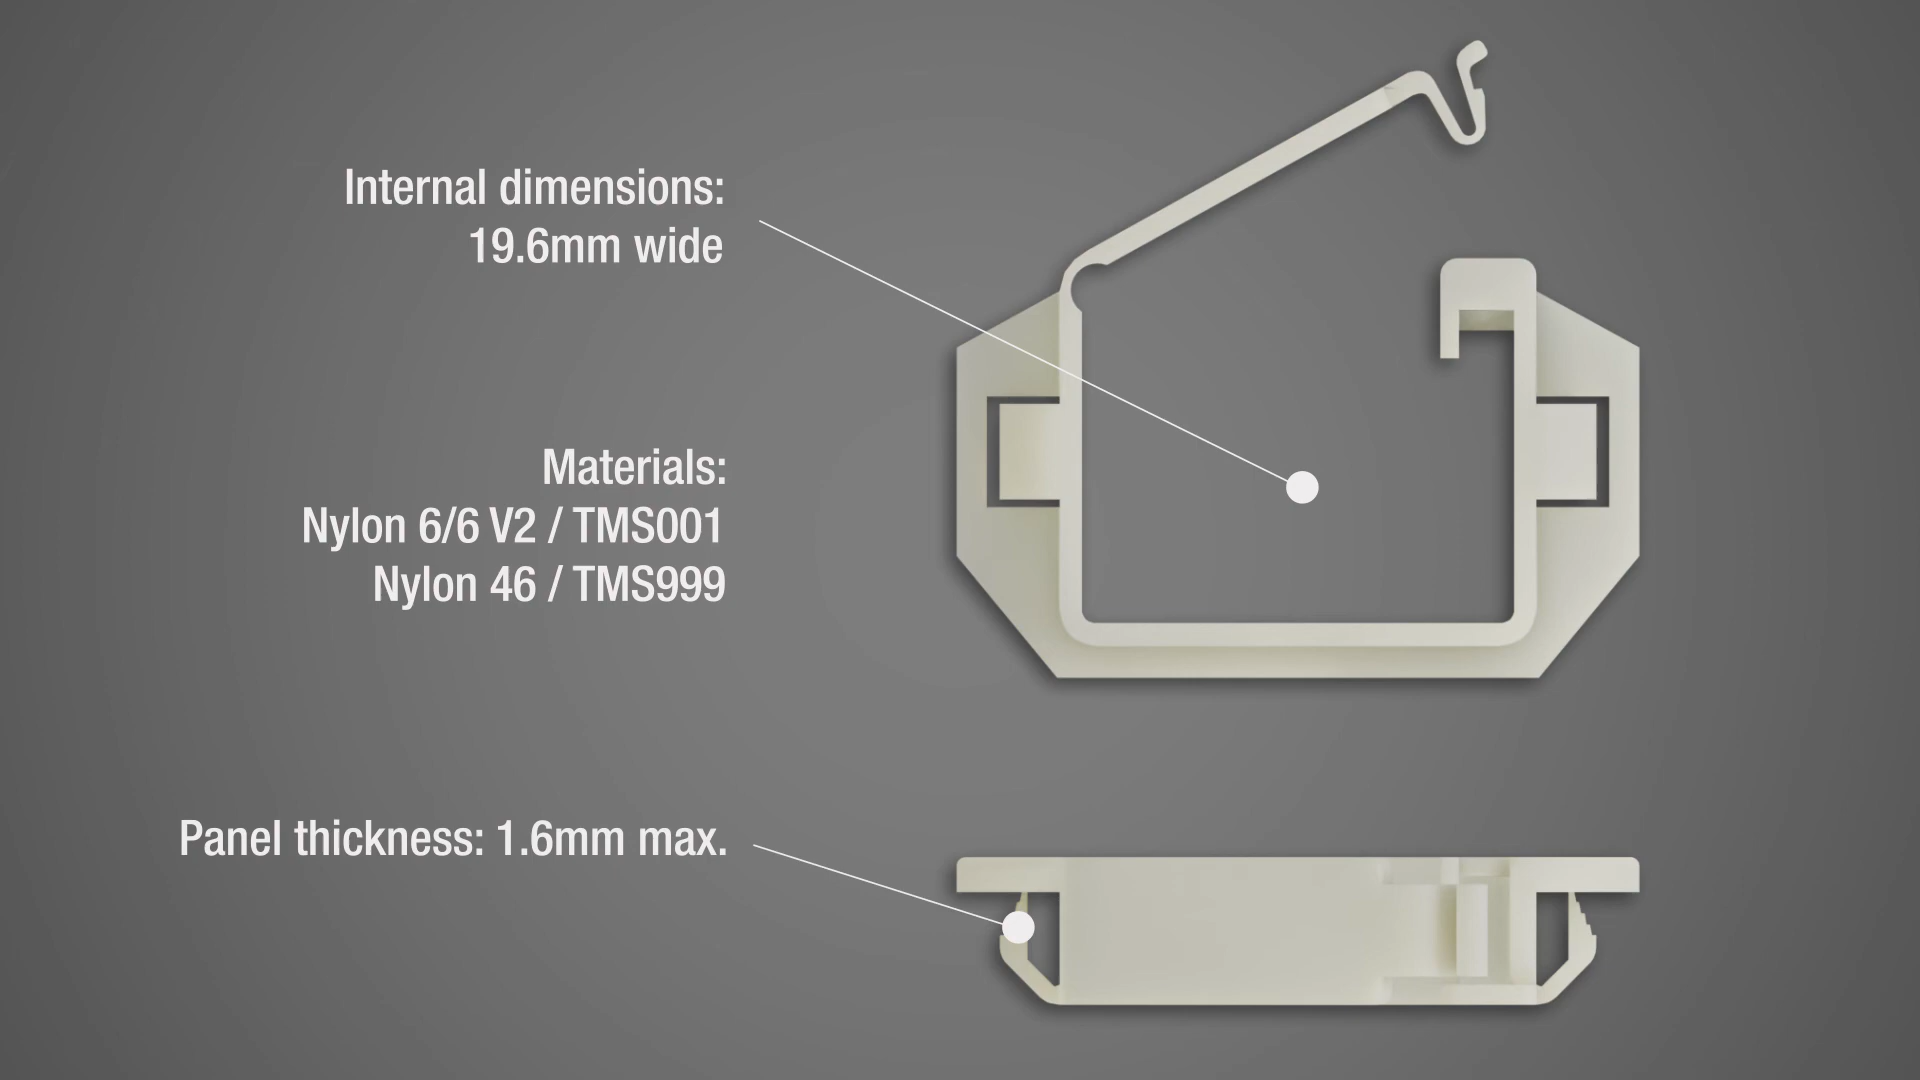 Internal dimensions:
19.6mm wide
Materials:
Nylon 6/6 V2 / TMS001
Nylon 46 / TMS999
Panel thickness: 1.6mm max.